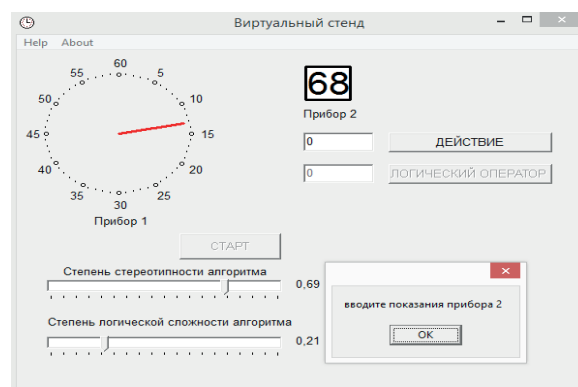 Виртуальный стенд
Help About
60
55 5
50 10
45 15
40 20
35 25
30
Прибор 1
68
Прибор 2
0 ДЕЙСТВИЕ
0 ЛОГИЧЕСКИЙ ОПЕРАТОР
СТАРТ
Степень стереотипности алгоритма
0,69
вводите показания прибора 2
OK
Степень логической сложности алгоритма
0,21